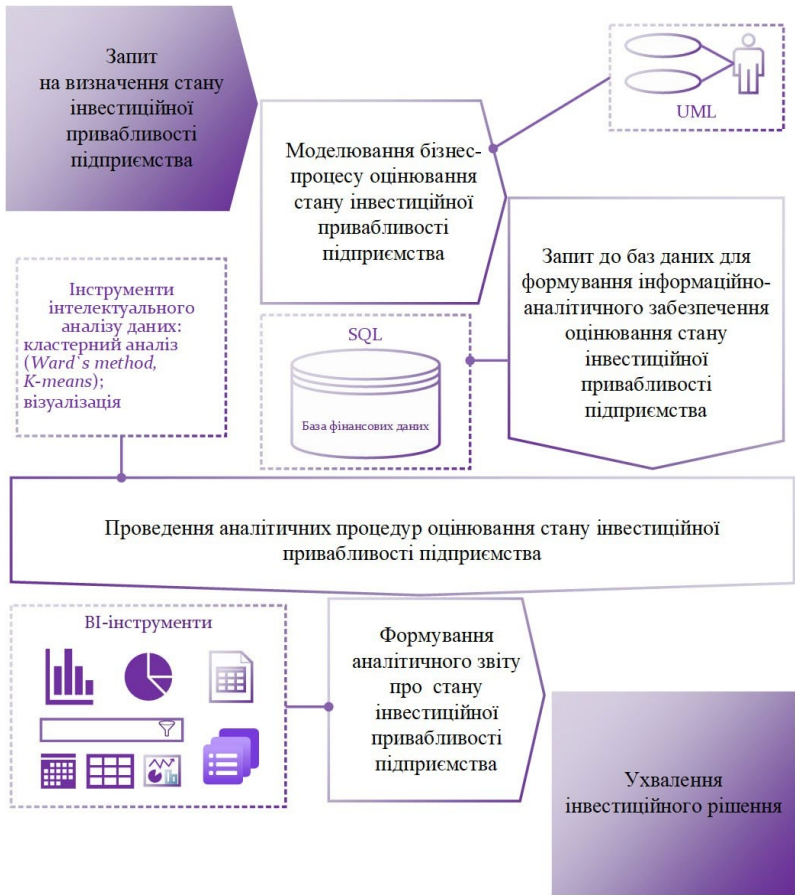 Запит
на визначення стану
інвестиційної
привабливості
підприємства
UML
Моделювання бізнес-
процесу оцінювання
стану інвестиційної
привабливості
підприємства
Запит до баз даних для
формування інформаційно-
аналітичного забезпечення
оцінювання стану
інвестиційної
привабливості
підприємства
SQL
База фінансових даних
Інструменти
інтелектуального
аналізу даних:
кластерний аналіз
(Ward`s method,
K-means);
візуалізація
Проведення аналітичних процедур оцінювання стану інвестиційної
привабливості підприємства
BI-інструменти
Формування
аналітичного звіту
про стану
інвестиційної
привабливості
підприємства
Ухвалення
інвестиційного рішення